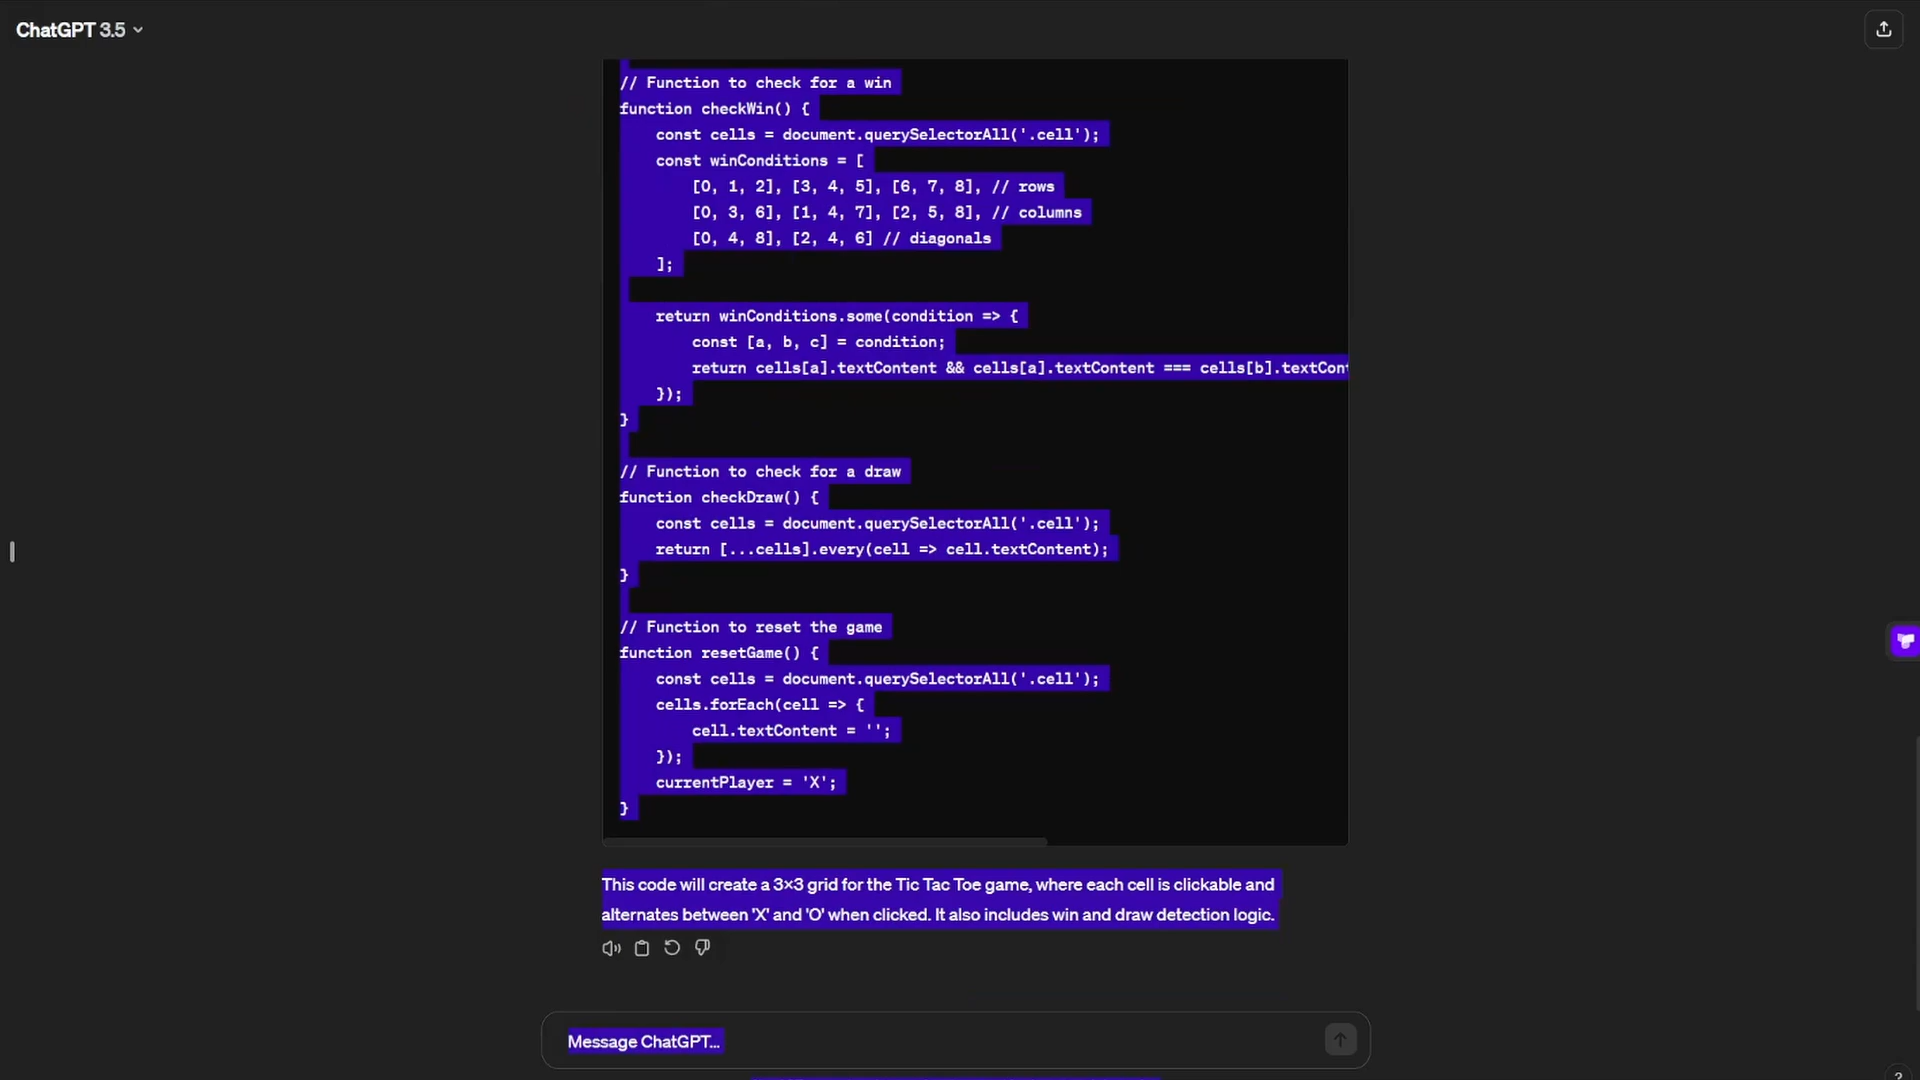 ChatGPT 3.5
// Function to check for a win
function checkWin() {
    const cells = document.querySelectorAll('.cell');
    const winConditions = [
        [0, 1, 2], [3, 4, 5], [6, 7, 8], // rows
        [0, 3, 6], [1, 4, 7], [2, 5, 8], // columns
        [0, 4, 8], [2, 4, 6] // diagonals
    ];
    return winConditions.some(condition => {
        const [a, b, c] = condition;
        return cells[a].textContent && cells[a].textContent === cells[b].textCont
    });
}
// Function to check for a draw
function checkDraw() {
    const cells = document.querySelectorAll('.cell');
    return [...cells].every(cell => cell.textContent);
}
// Function to reset the game
function resetGame() {
    const cells = document.querySelectorAll('.cell');
    cells.forEach(cell => {
        cell.textContent = '';
    });
    currentPlayer = 'X';
}
This code will create a 3×3 grid for the Tic Tac Toe game, where each cell is clickable and
alternates between 'X' and 'O' when clicked. It also includes win and draw detection logic.
Message ChatGPT...
?